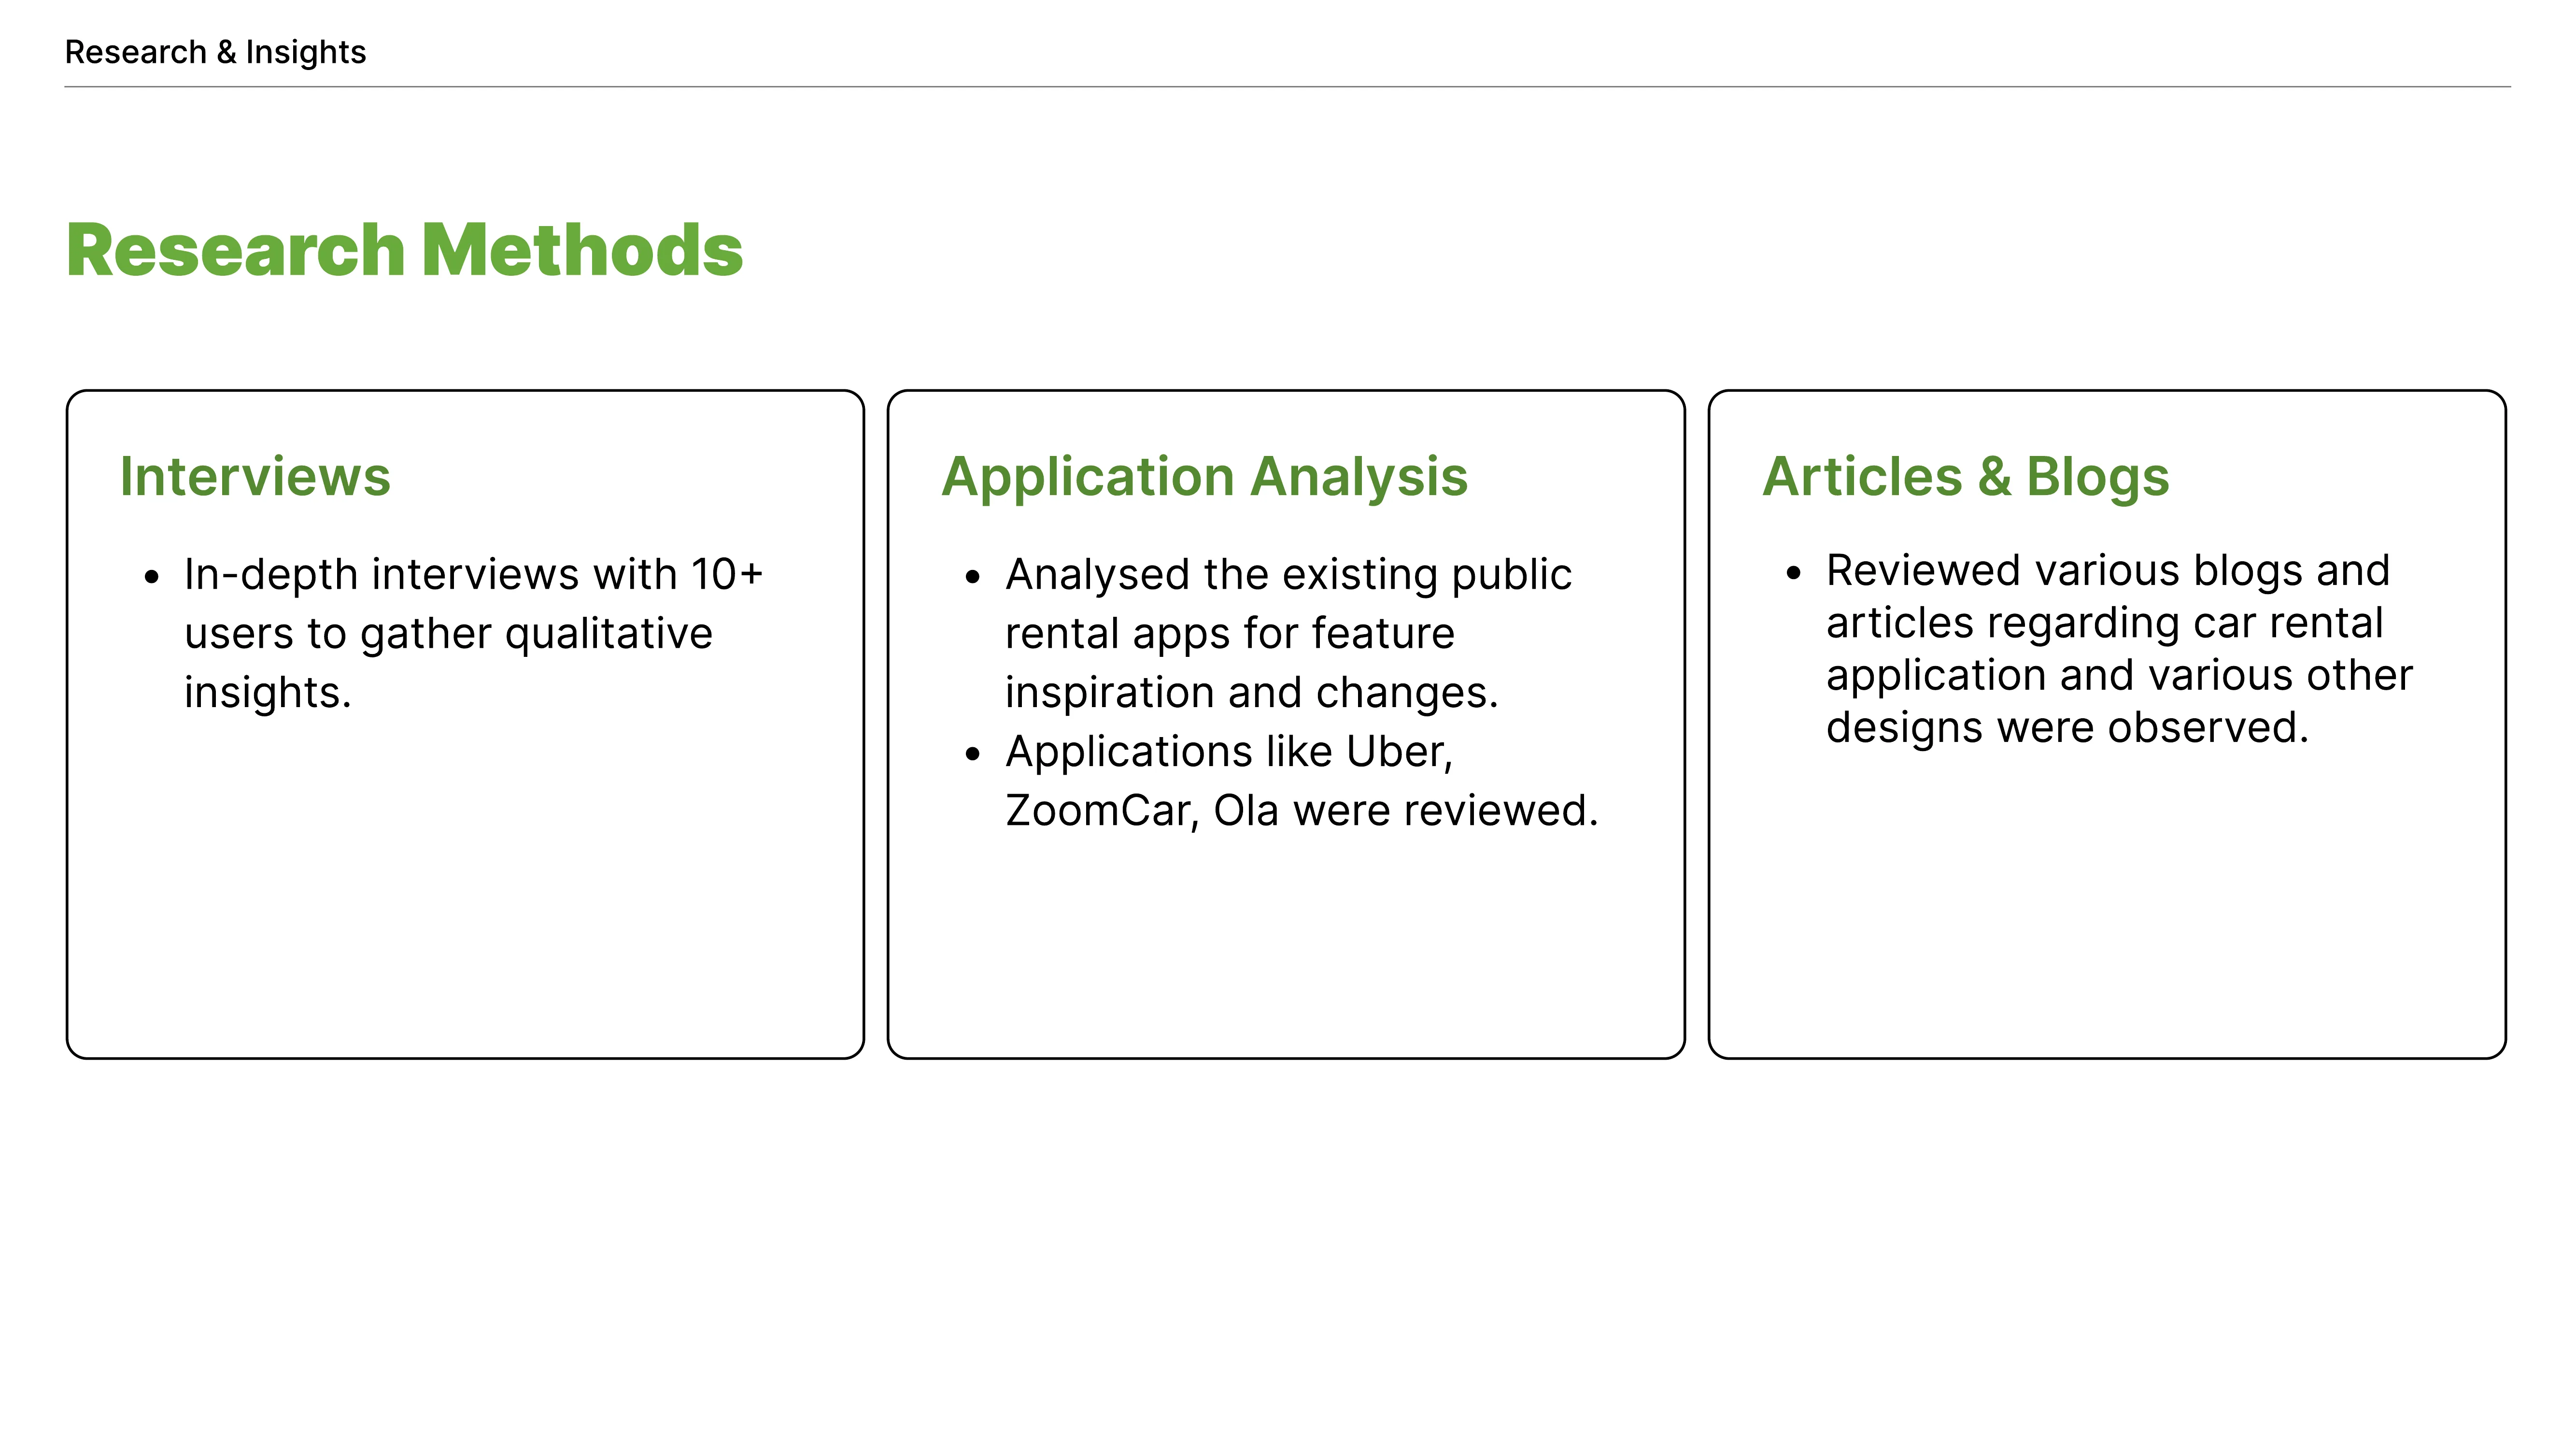 Research & Insights
Research Methods
Interviews
• In-depth interviews with 10+
users to gather qualitative
insights.
Application Analysis
• Analysed the existing public
rental apps for feature
inspiration and changes.
• Applications like Uber,
ZoomCar, Ola were reviewed.
Articles & Blogs
• Reviewed various blogs and
articles regarding car rental
application and various other
designs were observed.